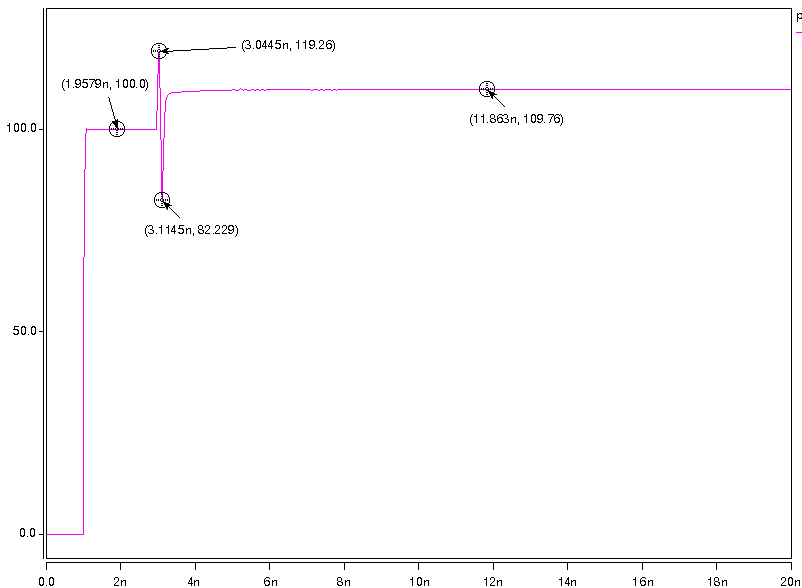 p
(3.0445n, 119.26)
(1.9579n, 100.0)
(11.863n, 109.76)
100.0
(3.1145n, 82.229)
50.0
0.0
0.0 2n 4n 6n 8n 10n 12n 14n 16n 18n 20n